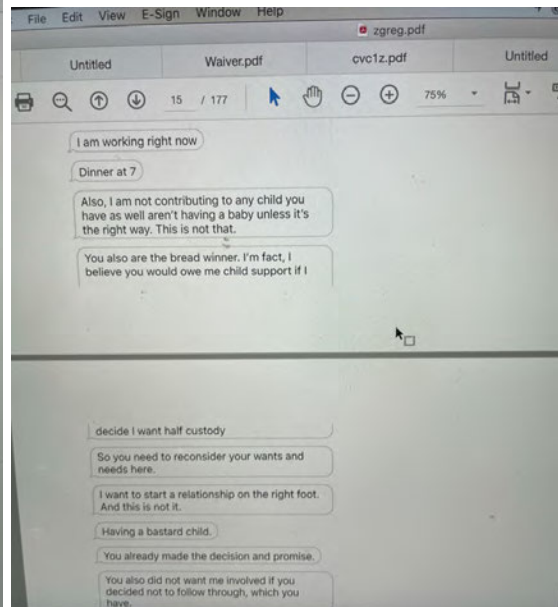 File Edit View E-Sign Window Help
zgreg.pdf
Untitled Waiver.pdf cvc1z.pdf Untitled
15 / 177 75%
I am working right now
Dinner at 7
Also, I am not contributing to any child you
have as well aren't having a baby unless it's
the right way. This is not that.
You also are the bread winner. I'm fact, I
believe you would owe me child support if I
decide I want half custody
So you need to reconsider your wants and
needs here.
I want to start a relationship on the right foot.
And this is not it.
Having a bastard child.
You already made the decision and promise.
You also did not want me involved if you
decided not to follow through, which you
have.